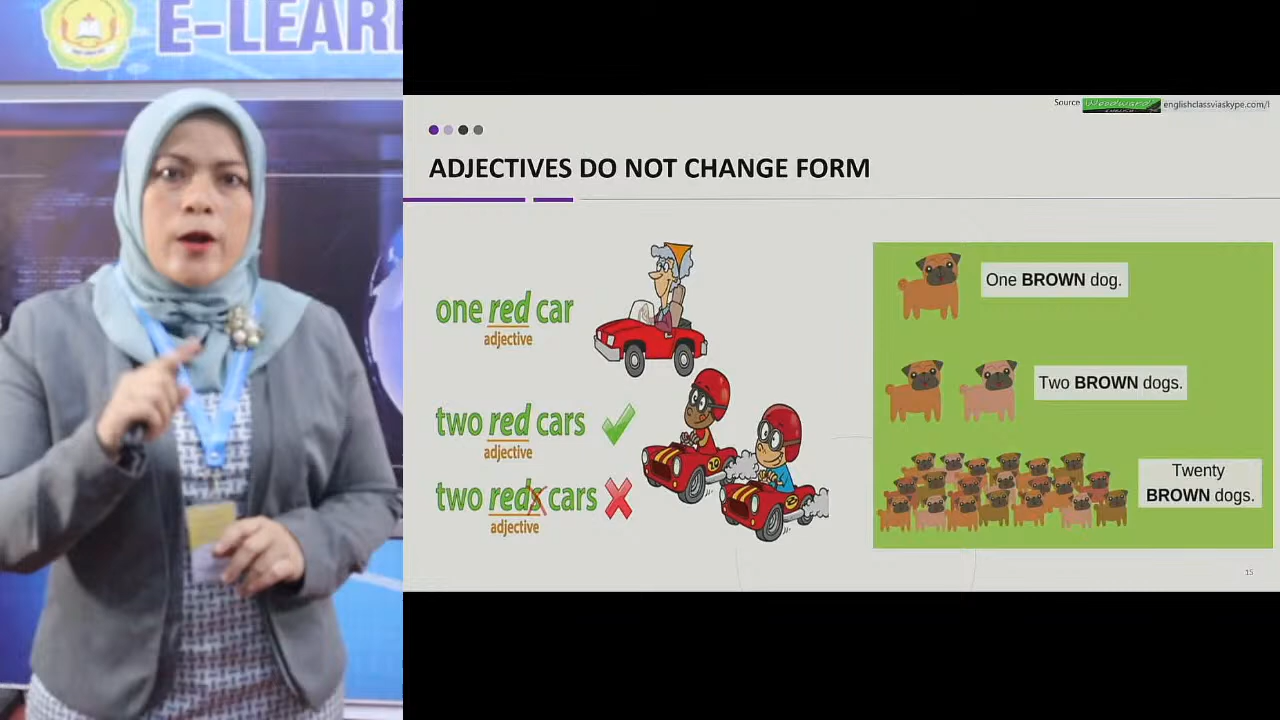 E-LEAR
Source Woodward englishclassviaskype.com/l
ADJECTIVES DO NOT CHANGE FORM
one red car
adjective
two red cars
adjective
two reds cars
adjective
One BROWN dog.
Two BROWN dogs.
Twenty
BROWN dogs.
15